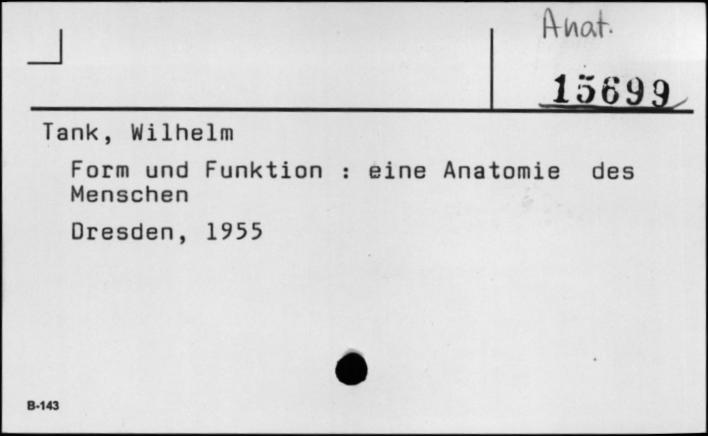 Anat.
15699
Tank, Wilhelm
Form und Funktion : eine Anatomie des
Menschen
Dresden, 1955
B-143